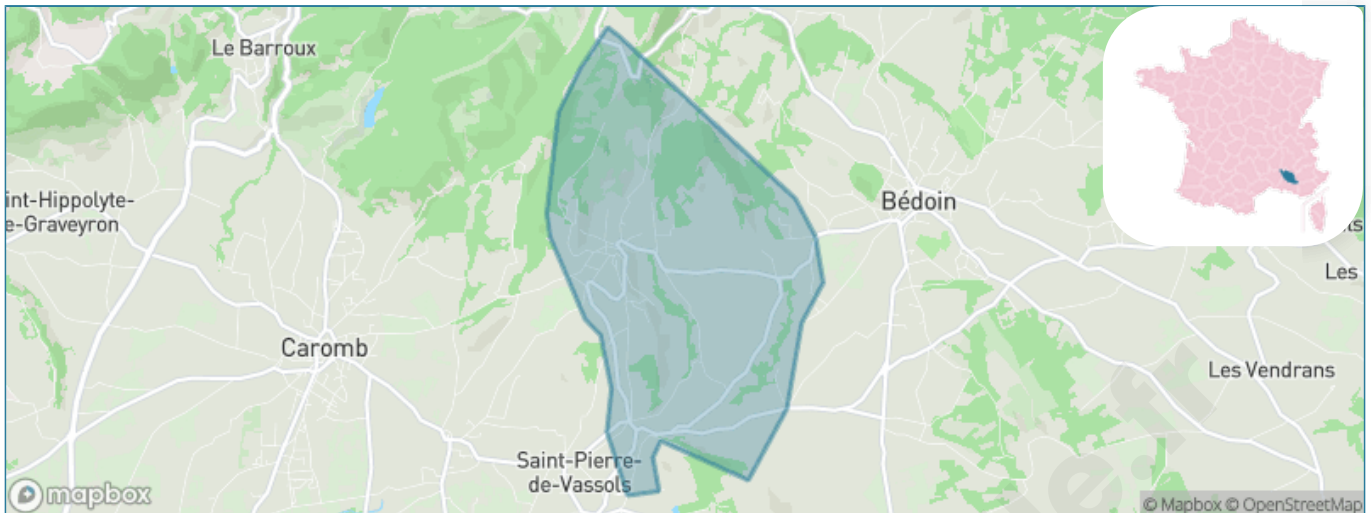 Le Barroux
int-Hippolyte-
e-Graveyron
Bédoin
Les
Caromb
Les Vendrans
Saint-Pierre-
de-Vassols
mapbox
© Mapbox © OpenStreetMap